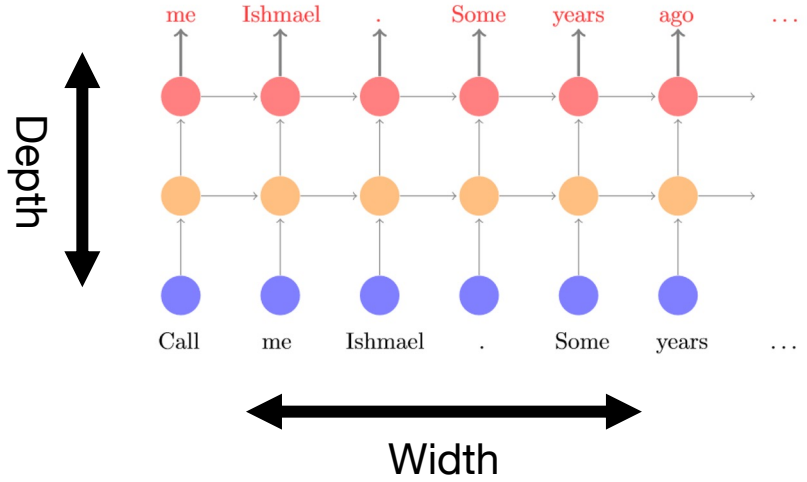 me Ishmael . Some years ago ...
Depth
Call me Ishmael . Some years ...
Width